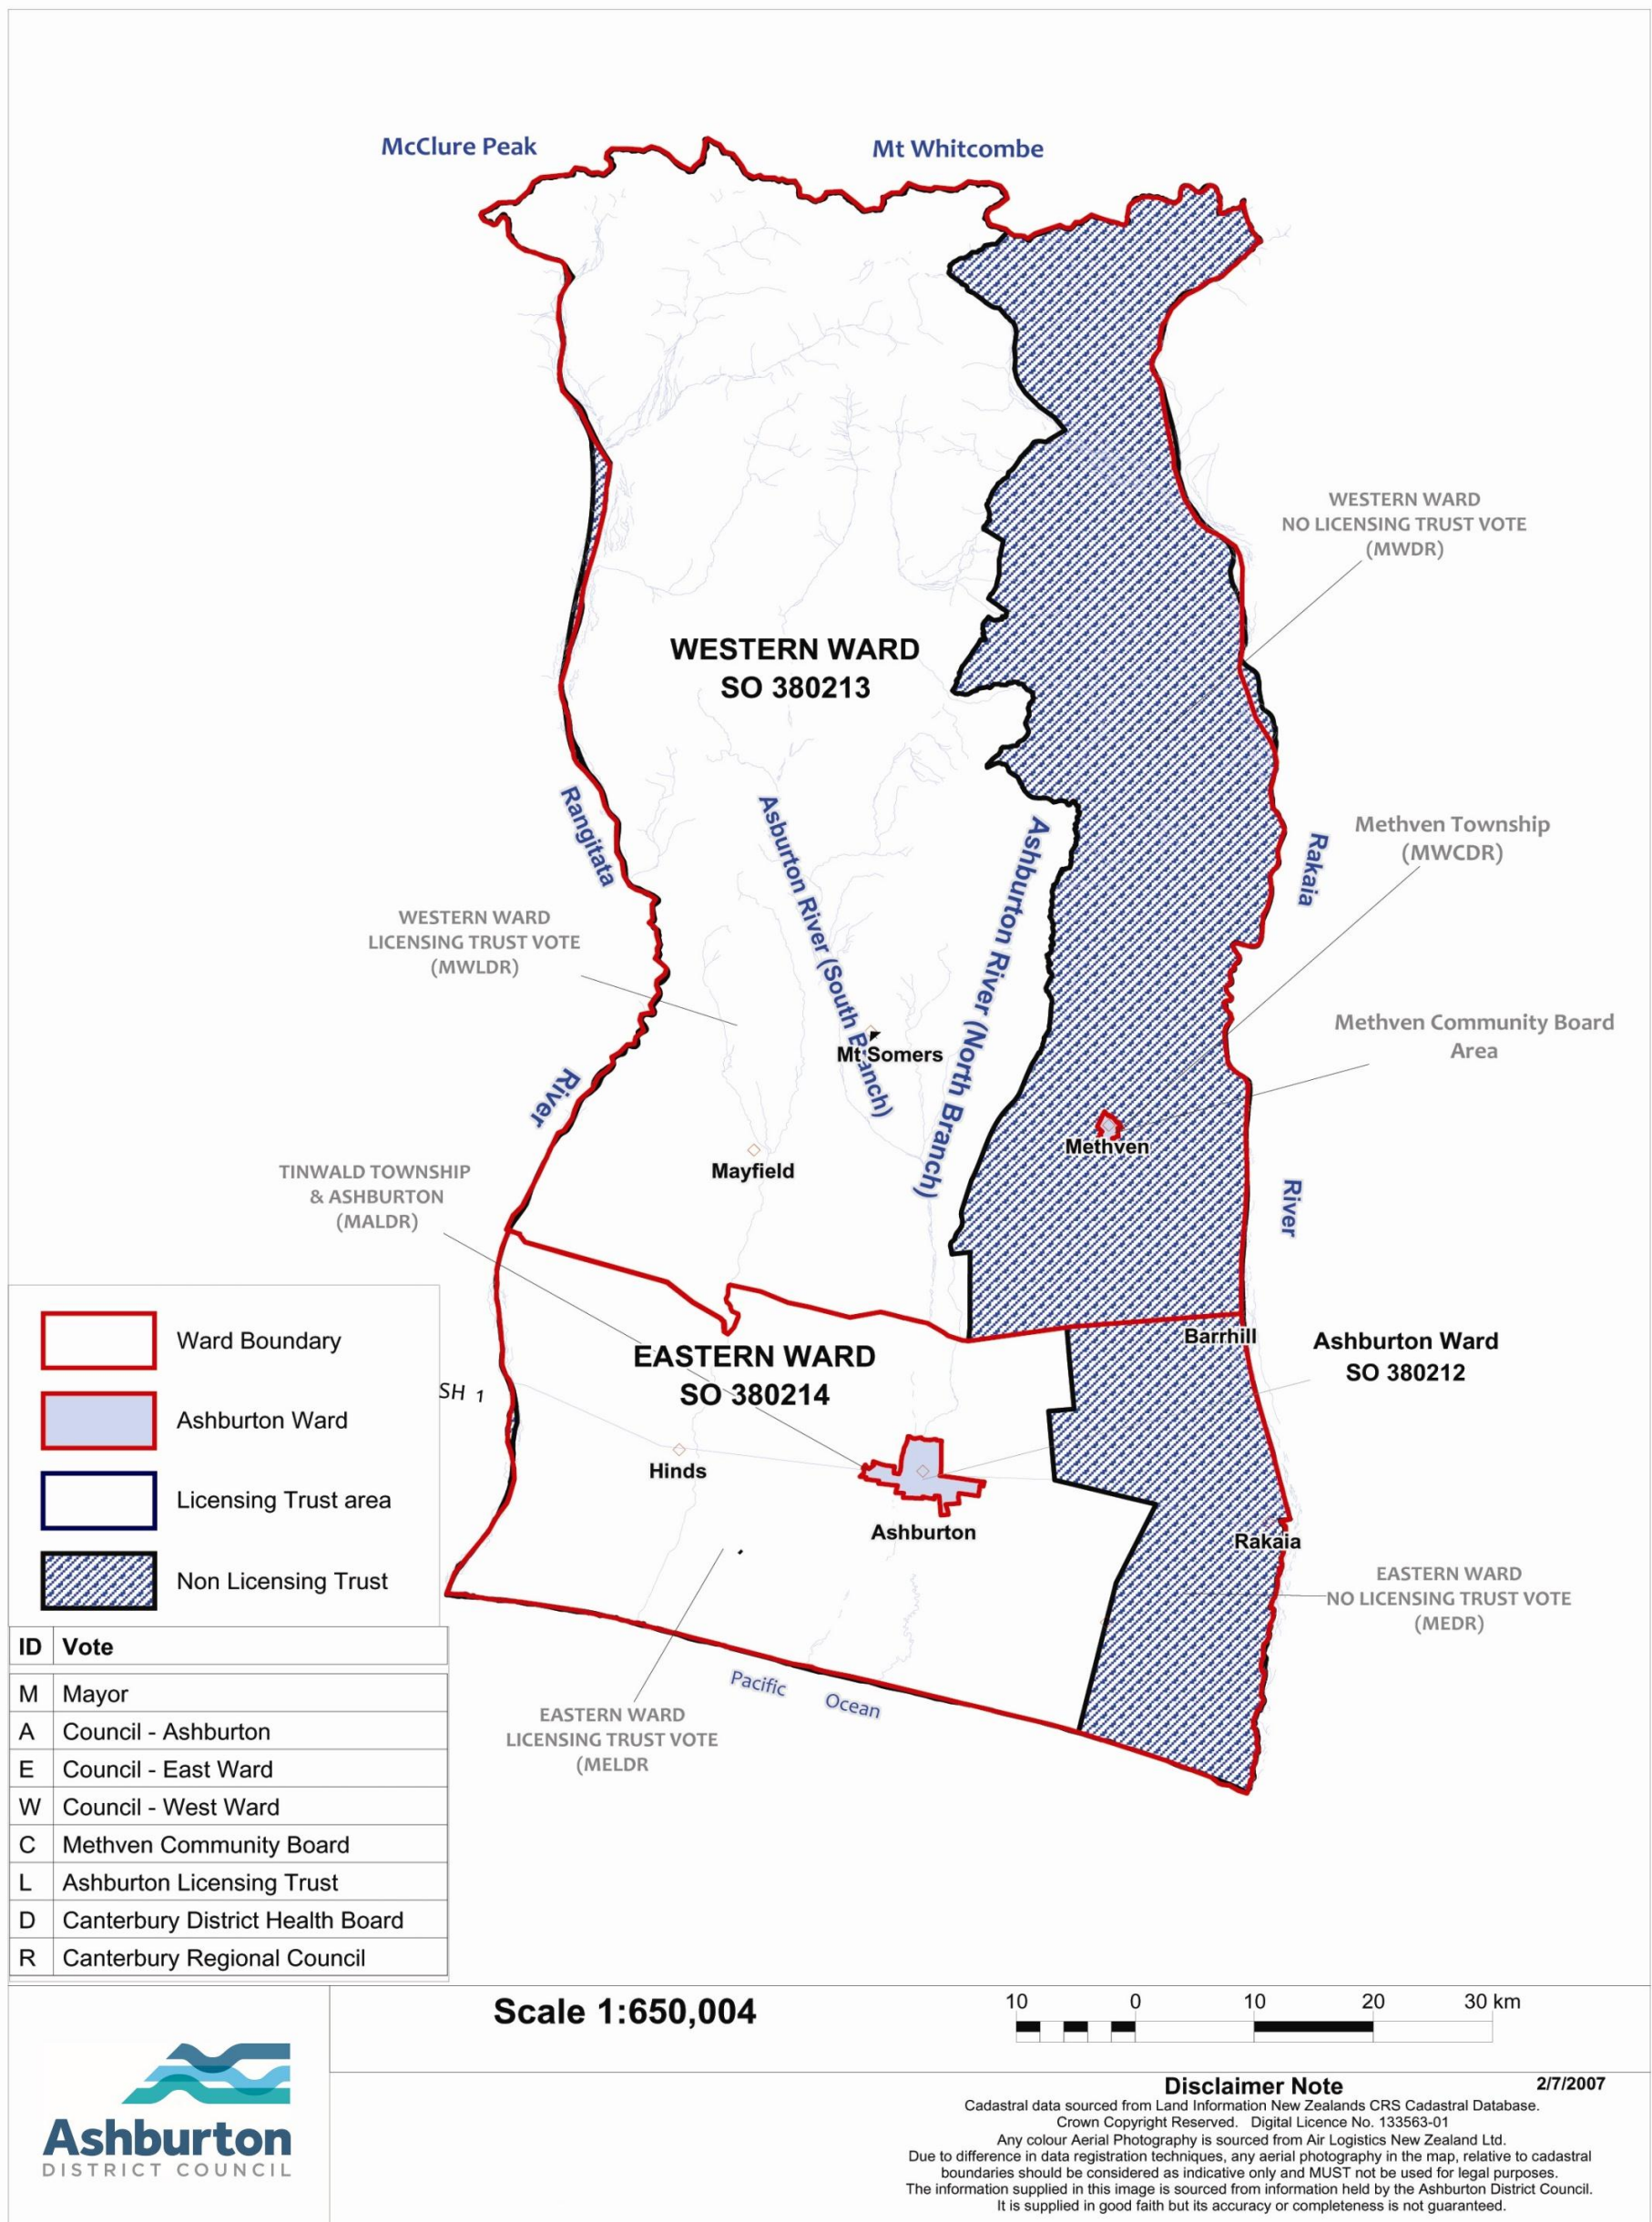 McClure Peak
Mt Whitcombe
WESTERN WARD
NO LICENSING TRUST VOTE
(MWDR)
WESTERN WARD
SO 380213
Rangitata
Asburton River (South Branch)
Ashburton River (North Branch)
Rakaia
Methven Township
(MWCDR)
WESTERN WARD
LICENSING TRUST VOTE
(MWLDR)
Methven Community Board
Area
Mt Somers
River
Methven
Mayfield
TINWALD TOWNSHIP
& ASHBURTON
(MALDR)
River
Barrhill
Ashburton Ward
SO 380212
EASTERN WARD
SO 380214
SH 1
Hinds
Ashburton
Rakaia
EASTERN WARD
NO LICENSING TRUST VOTE
(MEDR)
Pacific Ocean
EASTERN WARD
LICENSING TRUST VOTE
(MELDR
Ward Boundary
Ashburton Ward
Licensing Trust area
Non Licensing Trust
ID Vote
M Mayor
A Council - Ashburton
E Council - East Ward
W Council - West Ward
C Methven Community Board
L Ashburton Licensing Trust
D Canterbury District Health Board
R Canterbury Regional Council
Scale 1:650,004
10 0 10 20 30 km
Ashburton
DISTRICT COUNCIL
Disclaimer Note 2/7/2007
Cadastral data sourced from Land Information New Zealands CRS Cadastral Database.
Crown Copyright Reserved. Digital Licence No. 133563-01
Any colour Aerial Photography is sourced from Air Logistics New Zealand Ltd.
Due to difference in data registration techniques, any aerial photography in the map, relative to cadastral
boundaries should be considered as indicative only and MUST not be used for legal purposes.
The information supplied in this image is sourced from information held by the Ashburton District Council.
It is supplied in good faith but its accuracy or completeness is not guaranteed.